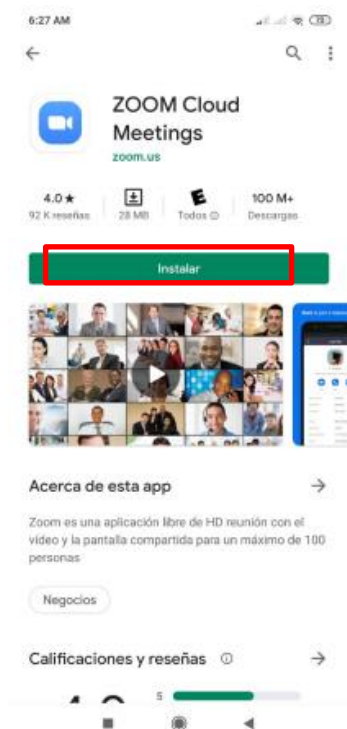 6:27 AM
ZOOM Cloud
Meetings
zoom.us
4.0 ★
92 K reseñas
28 MB
Todos
100 M+
Descargas
Instalar
Acerca de esta app
Zoom es una aplicación libre de HD reunión con el
vídeo y la pantalla compartida para un máximo de 100
personas
Negocios
Calificaciones y reseñas
5